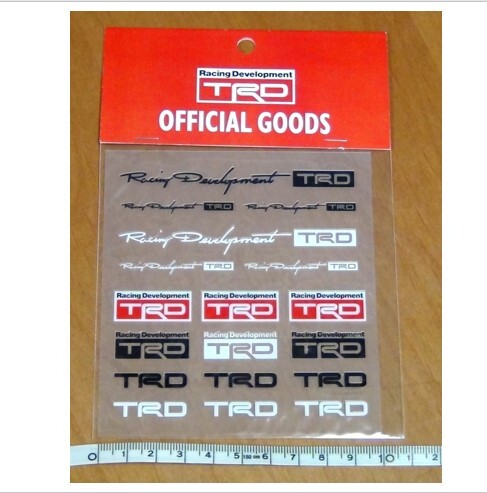 Racing Development
TRD
OFFICIAL GOODS
Racing Development TRD
Racing Development TRD Racing Development TRD
Racing Development TRD
Racing Development TRD Racing Development TRD
Racing Development Racing Development Racing Development
TRD TRD TRD
Racing Development Racing Development Racing Development
TRD TRD TRD
TRD TRD TRD
TRD TRD TRD
0 1 2 3 4 5 150 cm 6 7 8 9 10 1 2